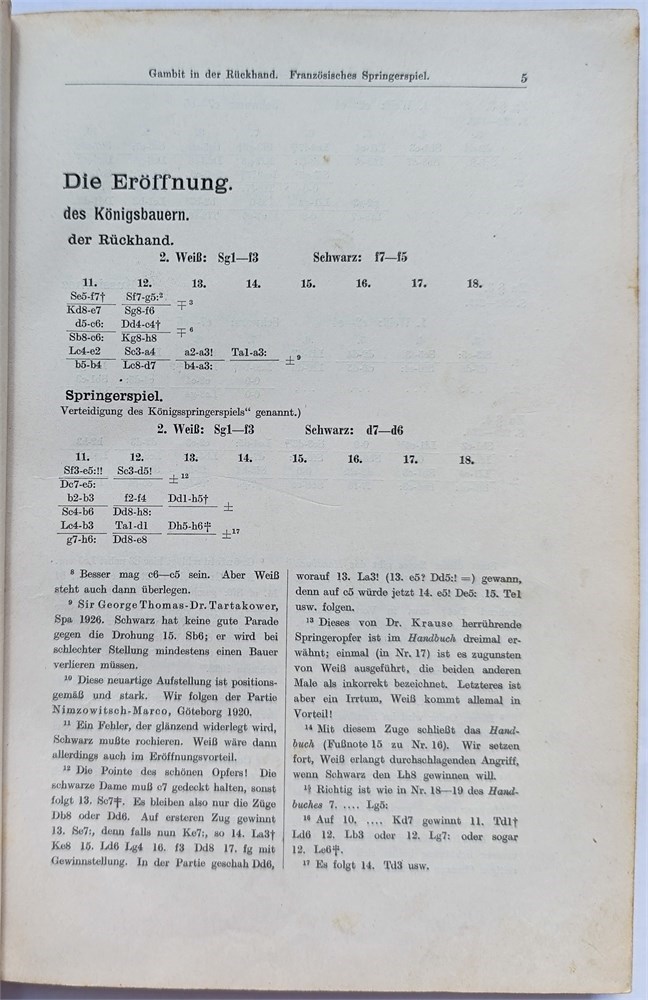 Gambit in der Rückhand. Französisches Springerspiel. 5
Die Eröffnung.
des Königsbauern.
der Rückhand.
2. Weiß: Sg1—f3 Schwarz: f7—f5
11. 12. 13. 14. 15. 16. 17. 18.
Se5-f7† Sf7-g5:² ∓ ³
Kd8-e7 Sg8-f6
d5-c6: Dd4-c4† ∓ ⁶
Sb8-c6: Kg8-h8
Lc4-e2 Sc3-a4 a2-a3! Ta1-a3: ± ⁹
b5-b4 Lc8-d7 b4-a3:
Springerspiel.
Verteidigung des Königsspringerspiels“ genannt.)
2. Weiß: Sg1—f3 Schwarz: d7—d6
11. 12. 13. 14. 15. 16. 17. 18.
Sf3-e5:!! Sc3-d5! ± ¹²
De7-e5:
b2-b3 f2-f4 Dd1-h5† ±
Sc4-b6 Dd8-h8:
Lc4-b3 Ta1-d1 Dh5-h6‡ ± ¹⁷
g7-h6: Dd8-e8
⁸ Besser mag c6—c5 sein. Aber Weiß
steht auch dann überlegen.
⁹ Sir George Thomas-Dr. Tartakower,
Spa 1926. Schwarz hat keine gute Parade
gegen die Drohung 15. Sb6; er wird bei
schlechter Stellung mindestens einen Bauer
verlieren müssen.
¹⁰ Diese neuartige Aufstellung ist positions-
gemäß und stark. Wir folgen der Partie
Nimzowitsch-Marco, Göteborg 1920.
¹¹ Ein Fehler, der glänzend widerlegt wird,
Schwarz mußte rochieren. Weiß wäre dann
allerdings auch im Eröffnungsvorteil.
¹² Die Pointe des schönen Opfers! Die
schwarze Dame muß c7 gedeckt halten, sonst
folgt 13. Sc7‡. Es bleiben also nur die Züge
Db8 oder Dd6. Auf ersteren Zug gewinnt
13. Se7:, denn falls nun Ke7:, so 14. La3†
Ke8 15. Ld6 Lg4 16. f3 Dd8 17. fg mit
Gewinnstellung. In der Partie geschah Dd6,
worauf 13. La3! (13. e5? Dd5:! =) gewann,
denn auf c5 würde jetzt 14. e5! De5: 15. Te1
usw. folgen.
¹³ Dieses von Dr. Krause herrührende
Springeropfer ist im Handbuch dreimal er-
wähnt; einmal (in Nr. 17) ist es zugunsten
von Weiß ausgeführt, die beiden anderen
Male als inkorrekt bezeichnet. Letzteres ist
aber ein Irrtum, Weiß kommt allemal in
Vorteil!
¹⁴ Mit diesem Zuge schließt das Hand-
buch (Fußnote 15 zu Nr. 16). Wir setzen
fort, Weiß erlangt durchschlagenden Angriff,
wenn Schwarz den Lh8 gewinnen will.
¹⁵ Richtig ist wie in Nr. 18—19 des Hand-
buches 7. .... Lg5:
¹⁶ Auf 10. .... Kd7 gewinnt 11. Td1†
Ld6 12. Lb3 oder 12. Lg7: oder sogar
12. Le6‡.
¹⁷ Es folgt 14. Td3 usw.